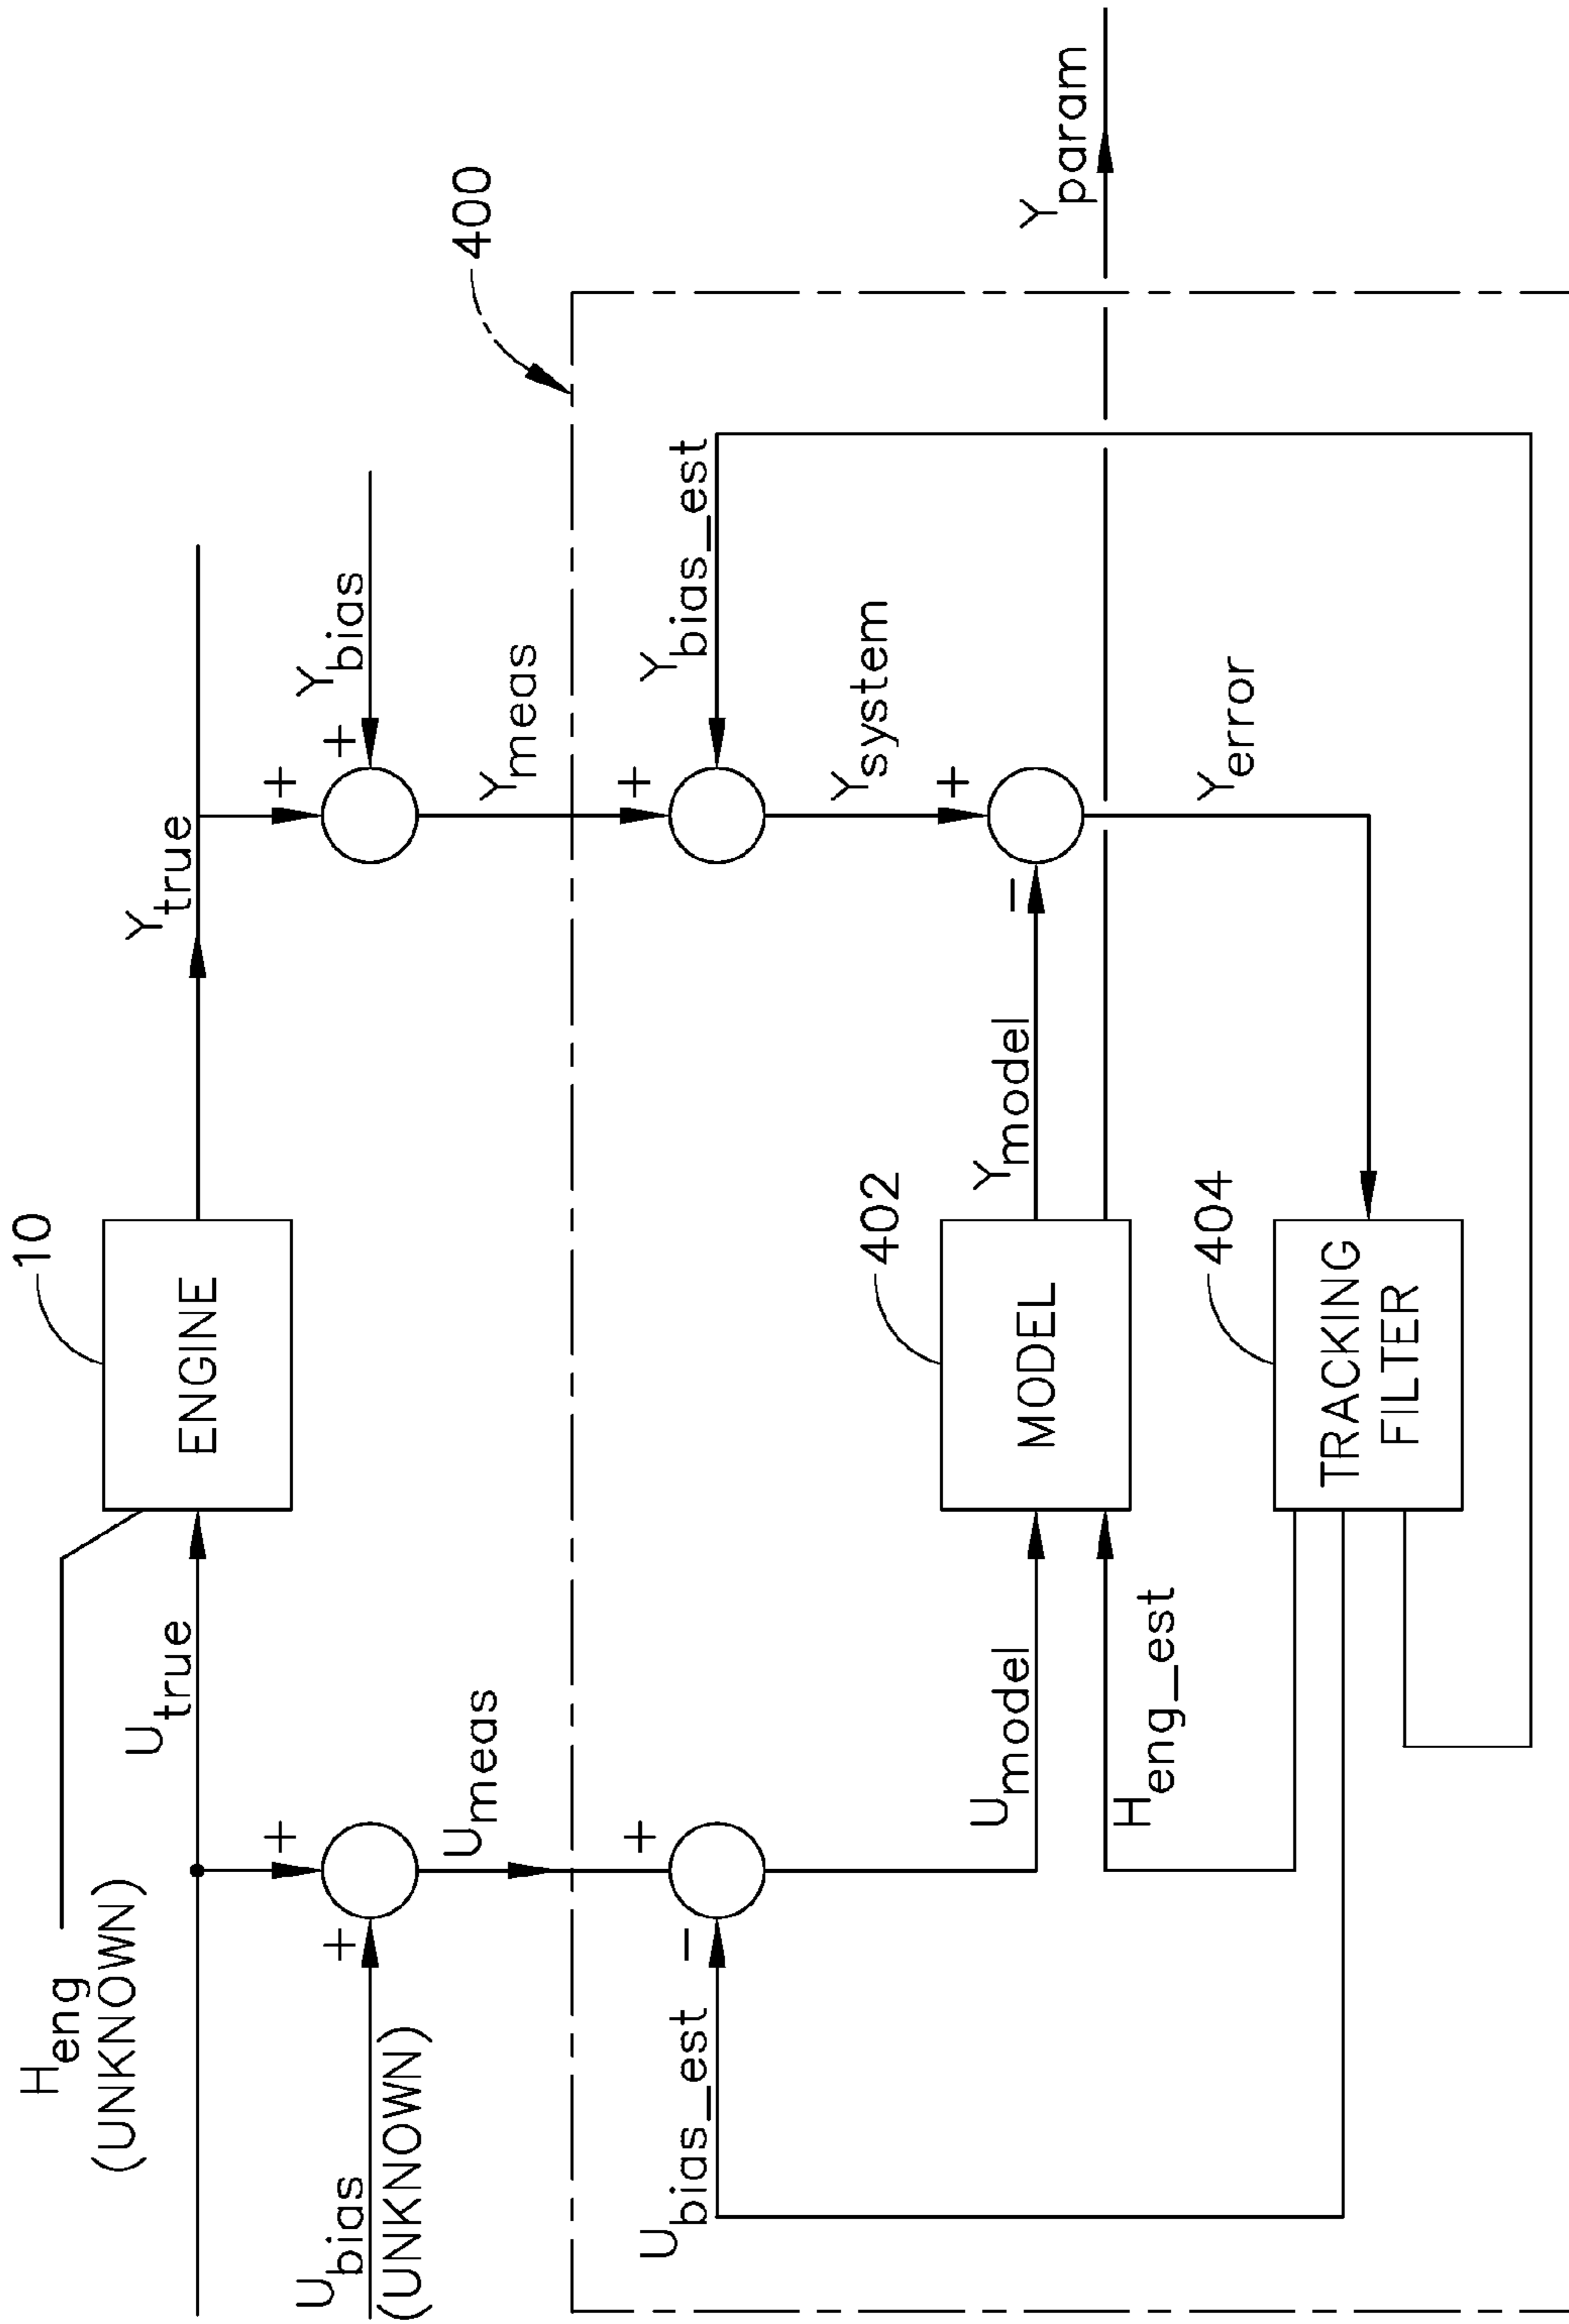 10
H_eng
(UNKNOWN)
U_true
ENGINE
Y_true
U_bias
(UNKNOWN)
+
+
+
+
Y_bias
U_meas
Y_meas
400
U_bias_est
−
+
+
Y_bias_est
Y_system
402
U_model
MODEL
Y_model
−
+
Y_param
H_eng_est
404
TRACKING
FILTER
Y_error